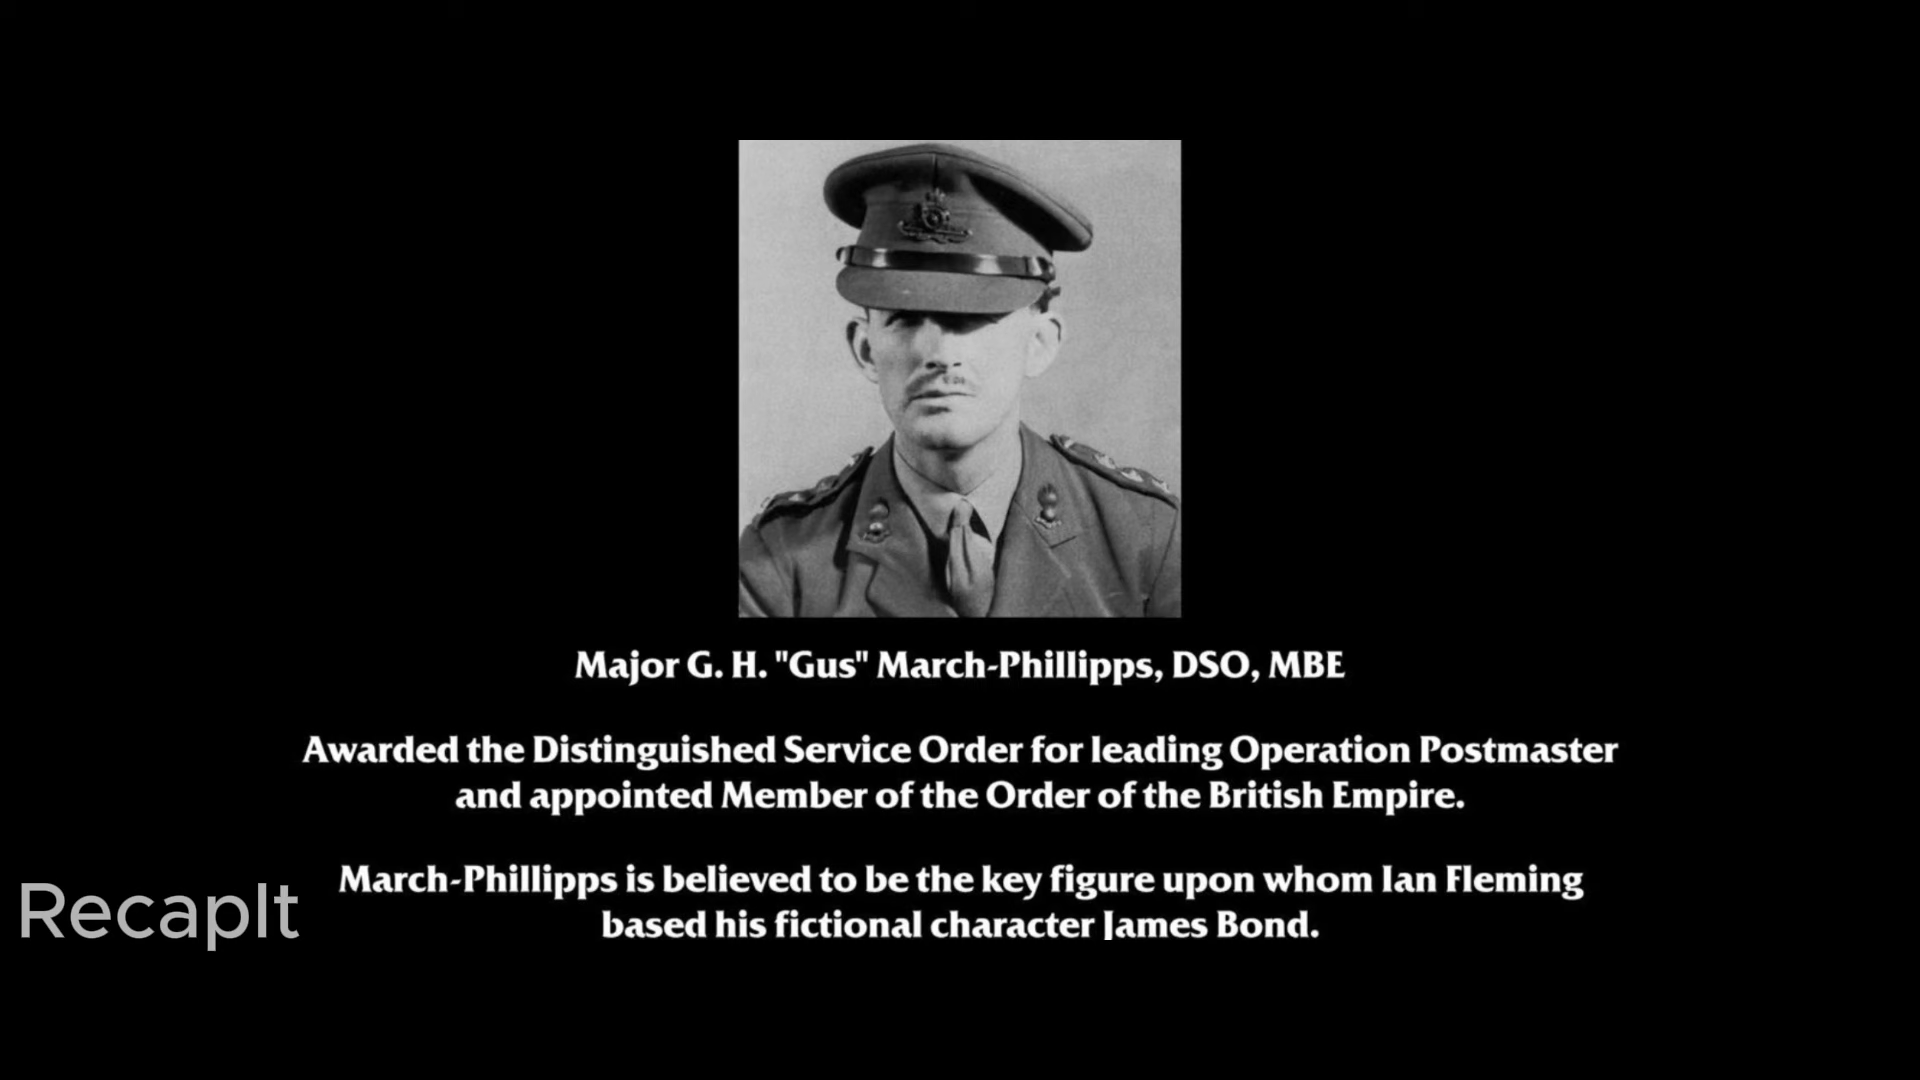 Major G. H. "Gus" March-Phillipps, DSO, MBE
Awarded the Distinguished Service Order for leading Operation Postmaster
and appointed Member of the Order of the British Empire.
March-Phillipps is believed to be the key figure upon whom Ian Fleming
based his fictional character James Bond.
RecapIt